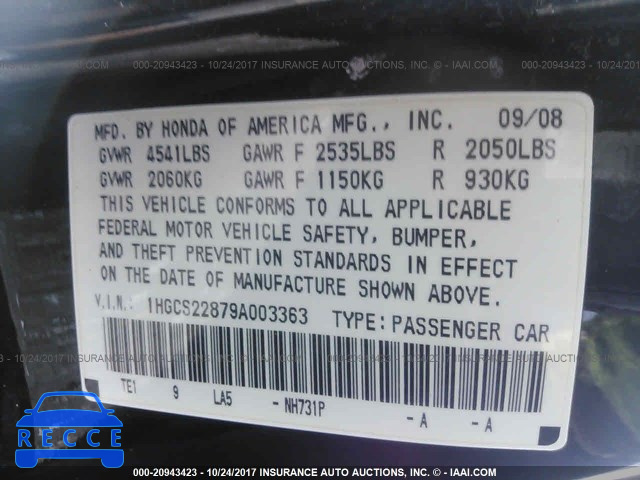 000-20943423 - 10/24/2017 INSURANCE AUTO AUCTIONS, INC. - © - IAAI.COM
MFD. BY HONDA OF AMERICA MFG., INC. 09/08
GVWR 4541LBS GAWR F 2535LBS R 2050LBS
GVWR 2060KG GAWR F 1150KG R 930KG
THIS VEHICLE CONFORMS TO ALL APPLICABLE
FEDERAL MOTOR VEHICLE SAFETY, BUMPER,
AND THEFT PREVENTION STANDARDS IN EFFECT
ON THE DATE OF MANUFACTURE SHOWN ABOVE.
V.I.N.: 1HGCS22879A003363 TYPE:PASSENGER CAR
TE1 9 LA5 - NH731P - A - A
RECCE
000-20943423 - 10/24/2017 INSURANCE AUTO AUCTIONS, INC. - © - IAAI.COM